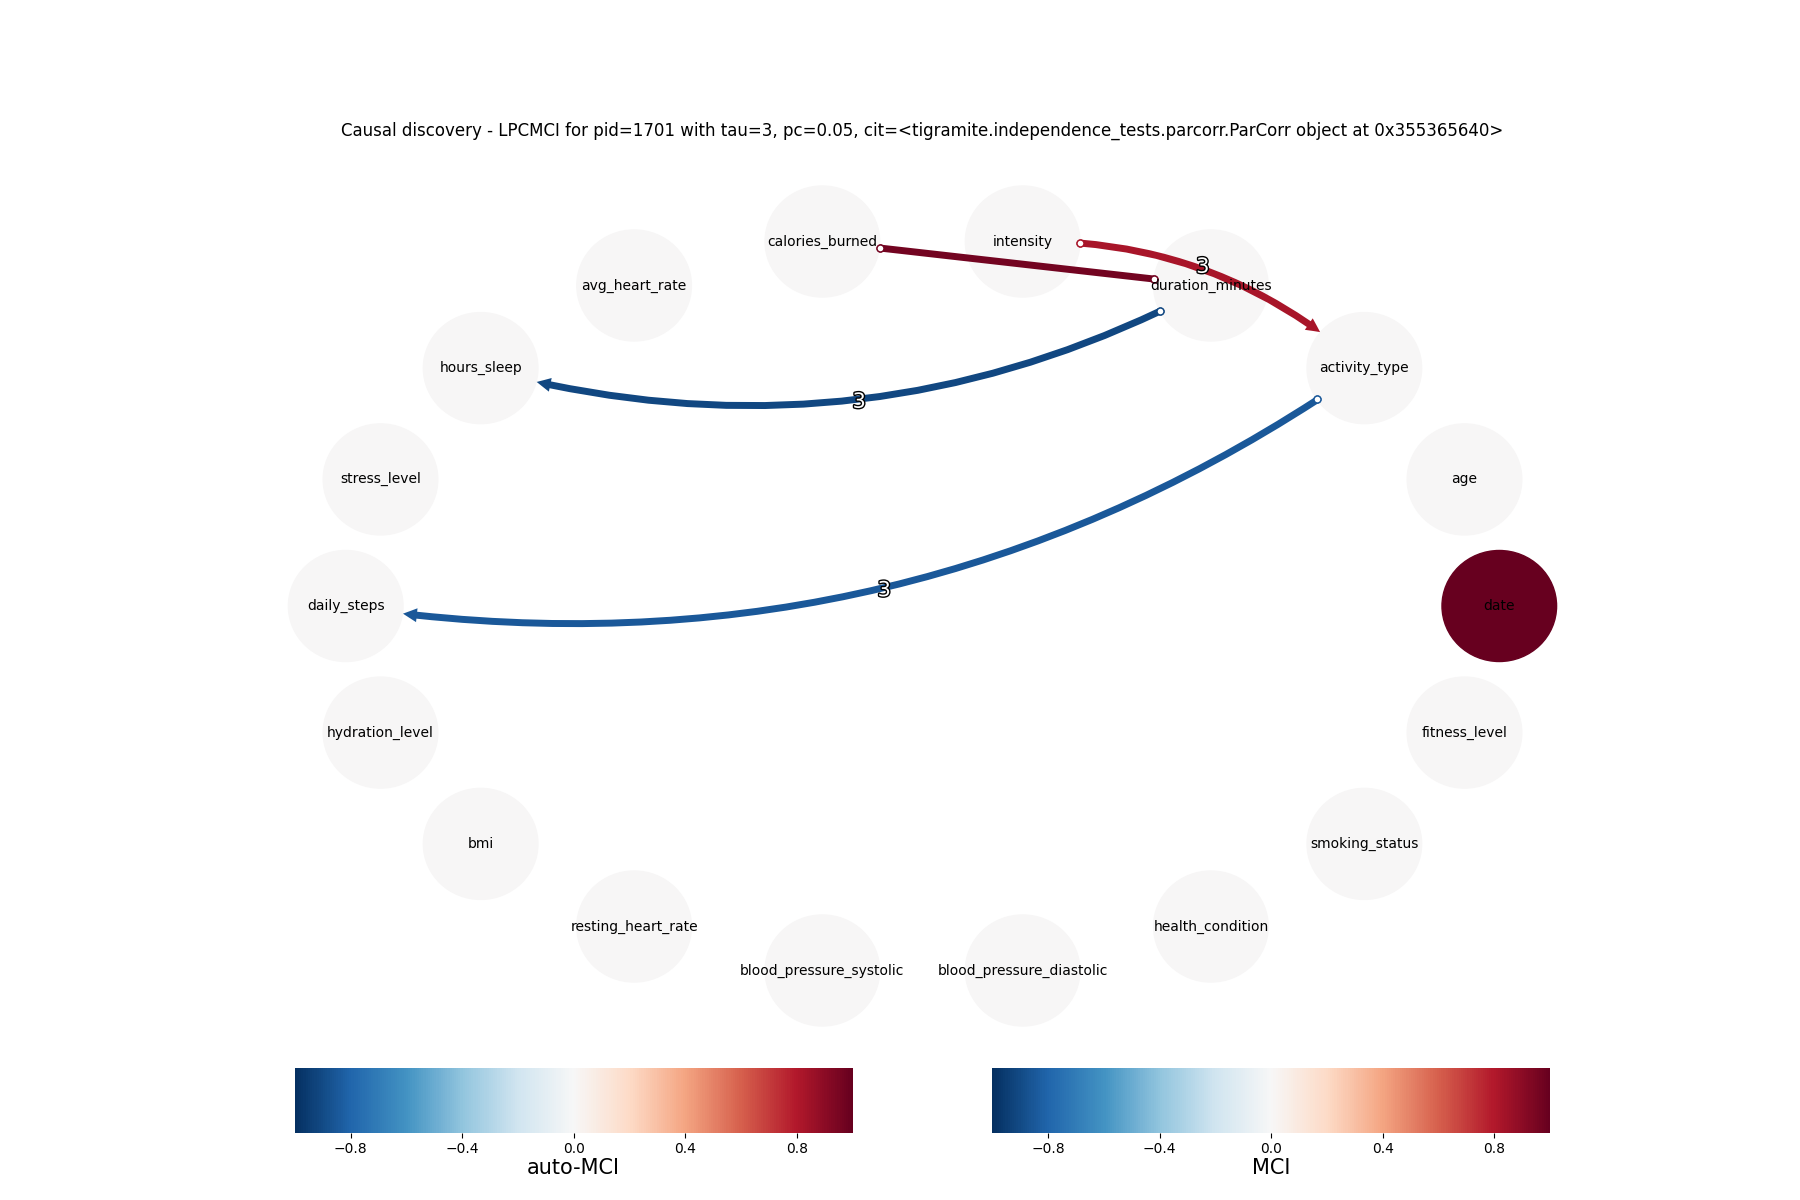 Causal discovery - LPCMCI for pid=1701 with tau=3, pc=0.05, cit=<tigramite.independence_tests.parcorr.ParCorr object at 0x355365640>
calories_burned
intensity
3
avg_heart_rate
duration_minutes
hours_sleep
activity_type
3
stress_level
age
3
daily_steps
date
hydration_level
fitness_level
bmi
smoking_status
resting_heart_rate
health_condition
blood_pressure_systolic
blood_pressure_diastolic
−0.8 −0.4 0.0 0.4 0.8
auto-MCI
−0.8 −0.4 0.0 0.4 0.8
MCI